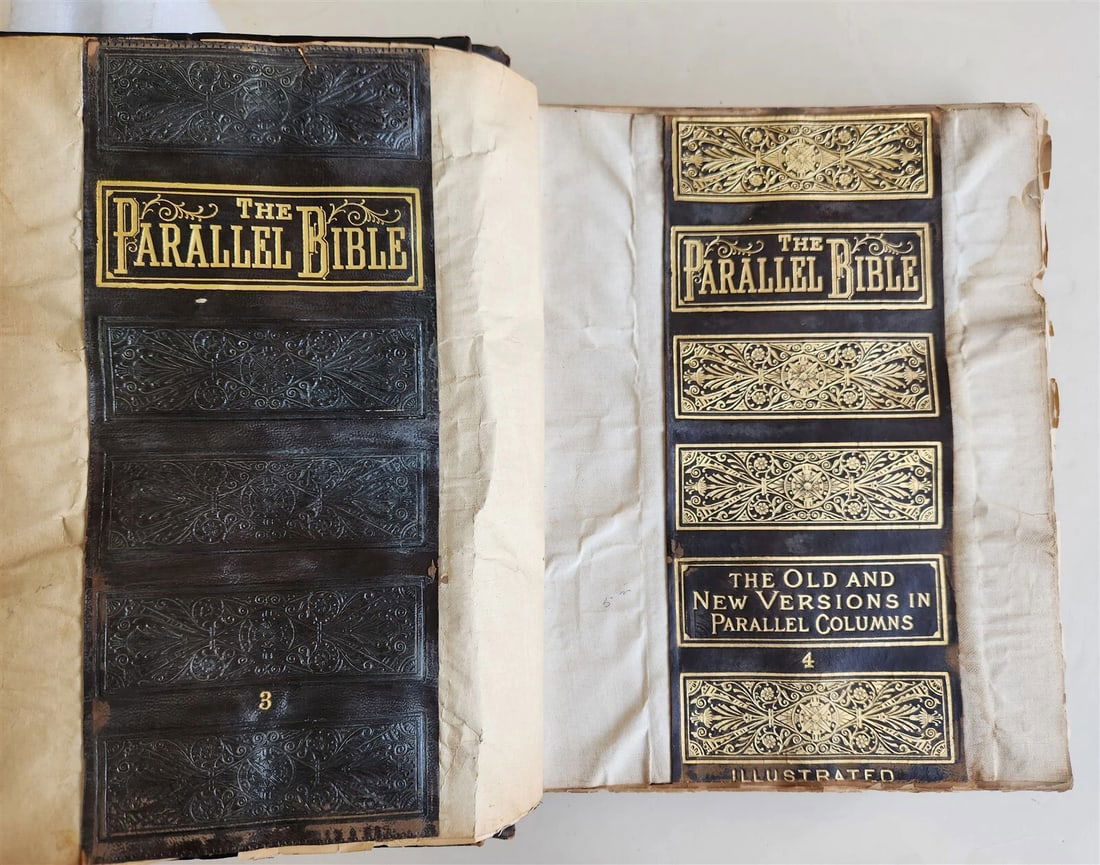 THE
PARALLEL BIBLE
3
THE
PARALLEL BIBLE
THE OLD AND
NEW VERSIONS IN
PARALLEL COLUMNS
4
ILLUSTRATED